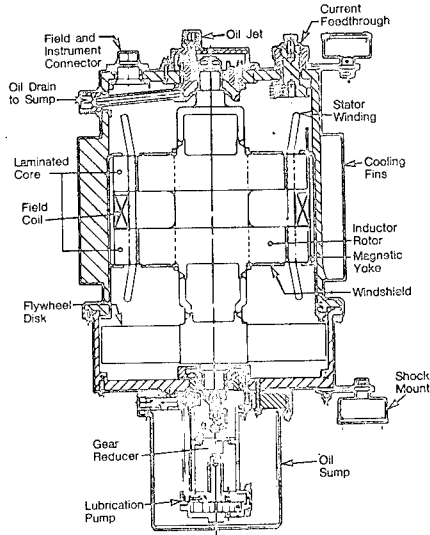 Field and
Instrument
Connector
Oil Jet
Current
Feedthrough
Oil Drain
to Sump
Stator
Winding
Laminated
Core
Cooling
Fins
Field
Coil
Inductor
Rotor
Magnetic
Yoke
Windshield
Flywheel
Disk
Shock
Mount
Gear
Reducer
Oil
Sump
Lubrication
Pump